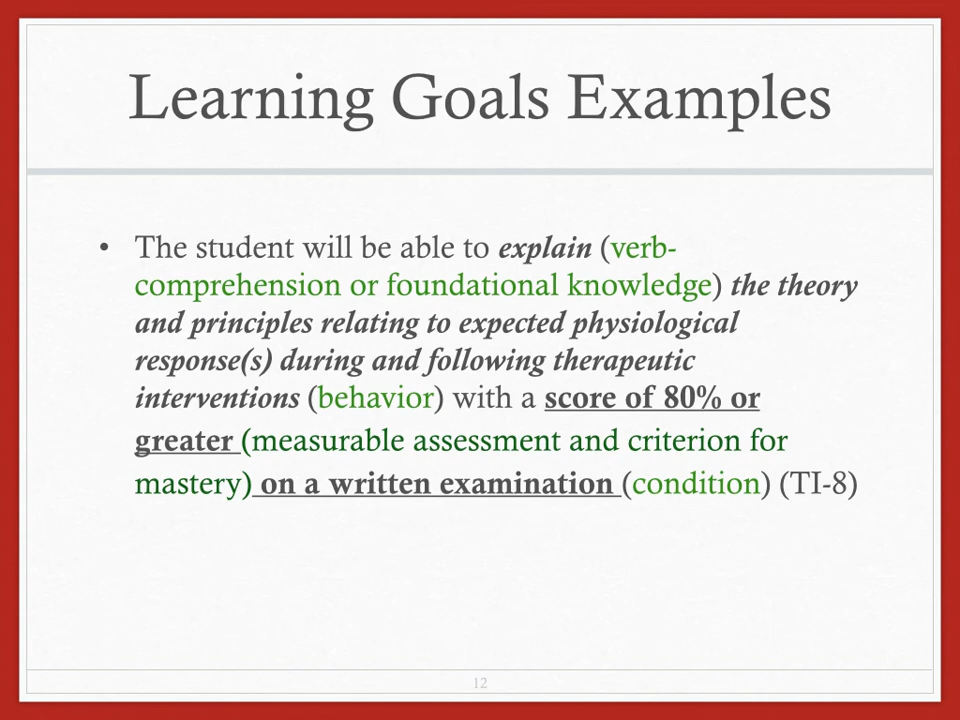 Learning Goals Examples
• The student will be able to explain (verb-
comprehension or foundational knowledge) the theory
and principles relating to expected physiological
response(s) during and following therapeutic
interventions (behavior) with a score of 80% or
greater (measurable assessment and criterion for
mastery) on a written examination (condition) (TI-8)
12